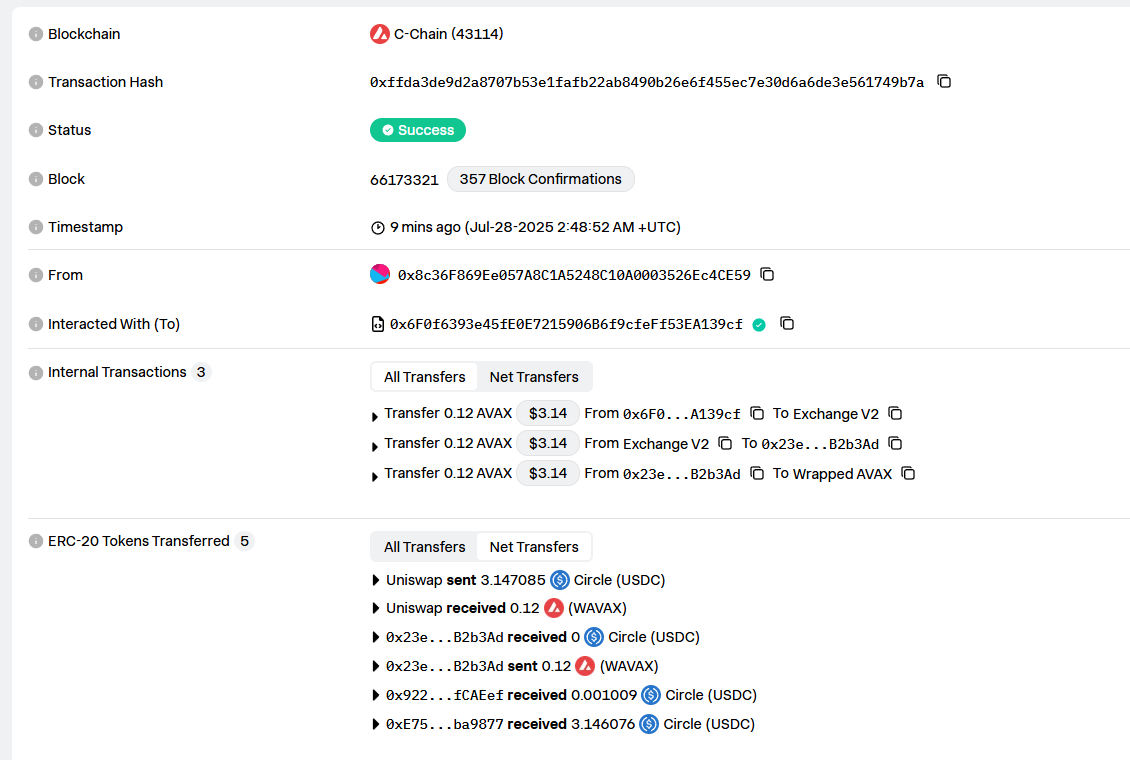 Blockchain C-Chain (43114)
Transaction Hash 0xffda3de9d2a8707b53e1fafb22ab8490b26e6f455ec7e30d6a6de3e561749b7a
Status Success
Block 66173321 357 Block Confirmations
Timestamp 9 mins ago (Jul-28-2025 2:48:52 AM +UTC)
From 0x8c36F869Ee057A8C1A5248C10A0003526Ec4CE59
Interacted With (To) 0x6F0f6393e45fE0E7215906B6f9cfeFf53EA139cf
Internal Transactions 3 All Transfers Net Transfers
Transfer 0.12 AVAX $3.14 From 0x6F0...A139cf To Exchange V2
Transfer 0.12 AVAX $3.14 From Exchange V2 To 0x23e...B2b3Ad
Transfer 0.12 AVAX $3.14 From 0x23e...B2b3Ad To Wrapped AVAX
ERC-20 Tokens Transferred 5 All Transfers Net Transfers
Uniswap sent 3.147085 Circle (USDC)
Uniswap received 0.12 (WAVAX)
0x23e...B2b3Ad received 0 Circle (USDC)
0x23e...B2b3Ad sent 0.12 (WAVAX)
0x922...fCAEef received 0.001009 Circle (USDC)
0xE75...ba9877 received 3.146076 Circle (USDC)